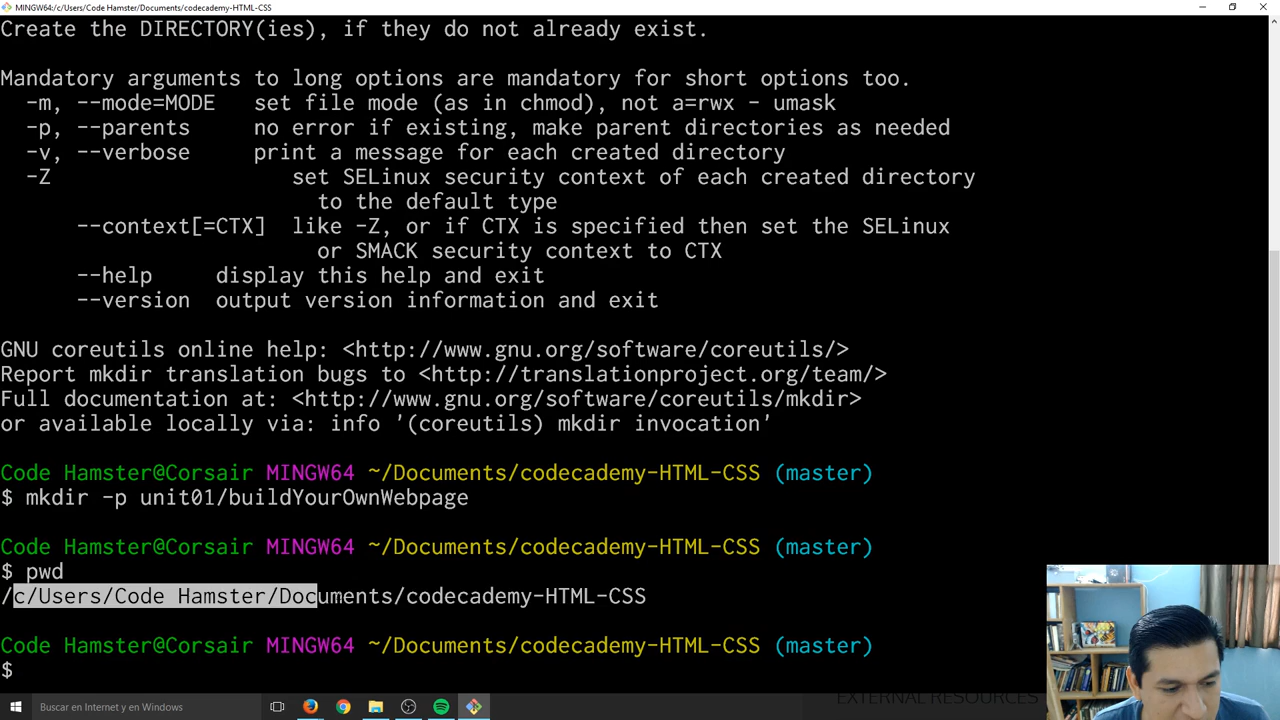 MINGW64:/c/Users/Code Hamster/Documents/codecademy-HTML-CSS
Create the DIRECTORY(ies), if they do not already exist.
Mandatory arguments to long options are mandatory for short options too.
-m, --mode=MODE set file mode (as in chmod), not a=rwx - umask
-p, --parents no error if existing, make parent directories as needed
-v, --verbose print a message for each created directory
-Z set SELinux security context of each created directory
to the default type
--context[=CTX] like -Z, or if CTX is specified then set the SELinux
or SMACK security context to CTX
--help display this help and exit
--version output version information and exit
GNU coreutils online help: <http://www.gnu.org/software/coreutils/>
Report mkdir translation bugs to <http://translationproject.org/team/>
Full documentation at: <http://www.gnu.org/software/coreutils/mkdir>
or available locally via: info '(coreutils) mkdir invocation'
Code Hamster@Corsair MINGW64 ~/Documents/codecademy-HTML-CSS (master)
$ mkdir -p unit01/buildYourOwnWebpage
Code Hamster@Corsair MINGW64 ~/Documents/codecademy-HTML-CSS (master)
$ pwd
/c/Users/Code Hamster/Documents/codecademy-HTML-CSS
Code Hamster@Corsair MINGW64 ~/Documents/codecademy-HTML-CSS (master)
$
EXTERNAL RESOURCES
Buscar en Internet y en Windows